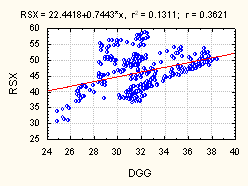 RSX = 22.4418+0.7443*x, r² = 0.1311; r = 0.3621
60
55
50
45
40
35
30
25
RSX
24 26 28 30 32 34 36 38 40
DGG